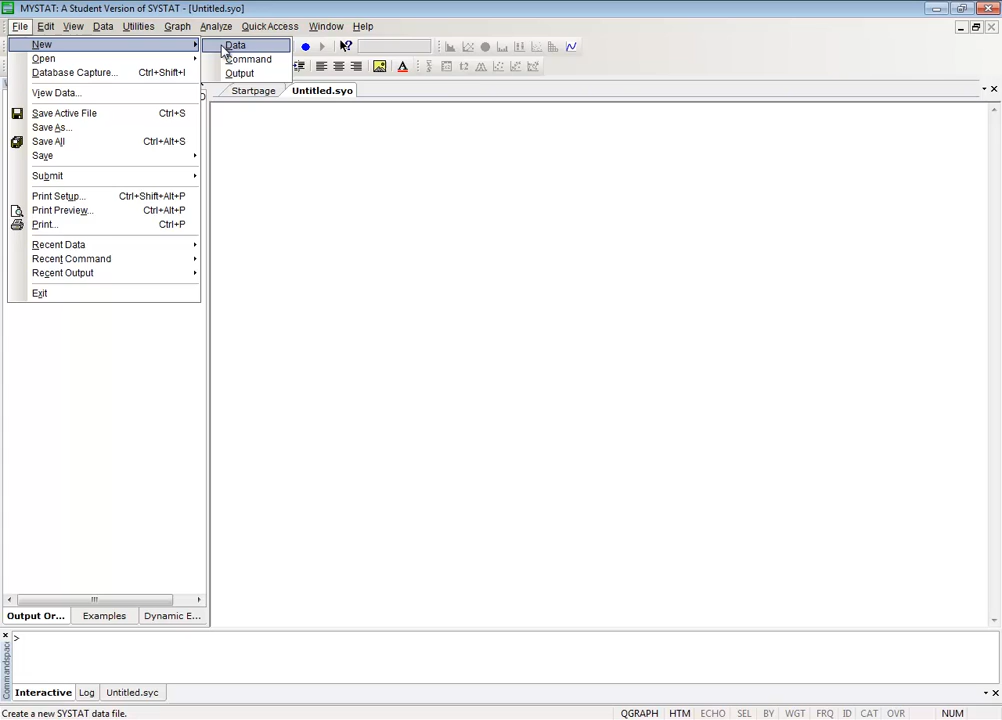 MYSTAT: A Student Version of SYSTAT - [Untitled.syo]
File Edit View Data Utilities Graph Analyze Quick Access Window Help
New
Data
Command
Output
Open
Database Capture... Ctrl+Shift+I
View Data...
Save Active File Ctrl+S
Save As...
Save All Ctrl+Alt+S
Save
Submit
Print Setup... Ctrl+Shift+Alt+P
Print Preview... Ctrl+Alt+P
Print... Ctrl+P
Recent Data
Recent Command
Recent Output
Exit
Startpage Untitled.syo
Output Or... Examples Dynamic E...
>
Commandspace
Interactive Log Untitled.syc
Create a new SYSTAT data file.
QGRAPH HTM ECHO SEL BY WGT FRQ ID CAT OVR NUM